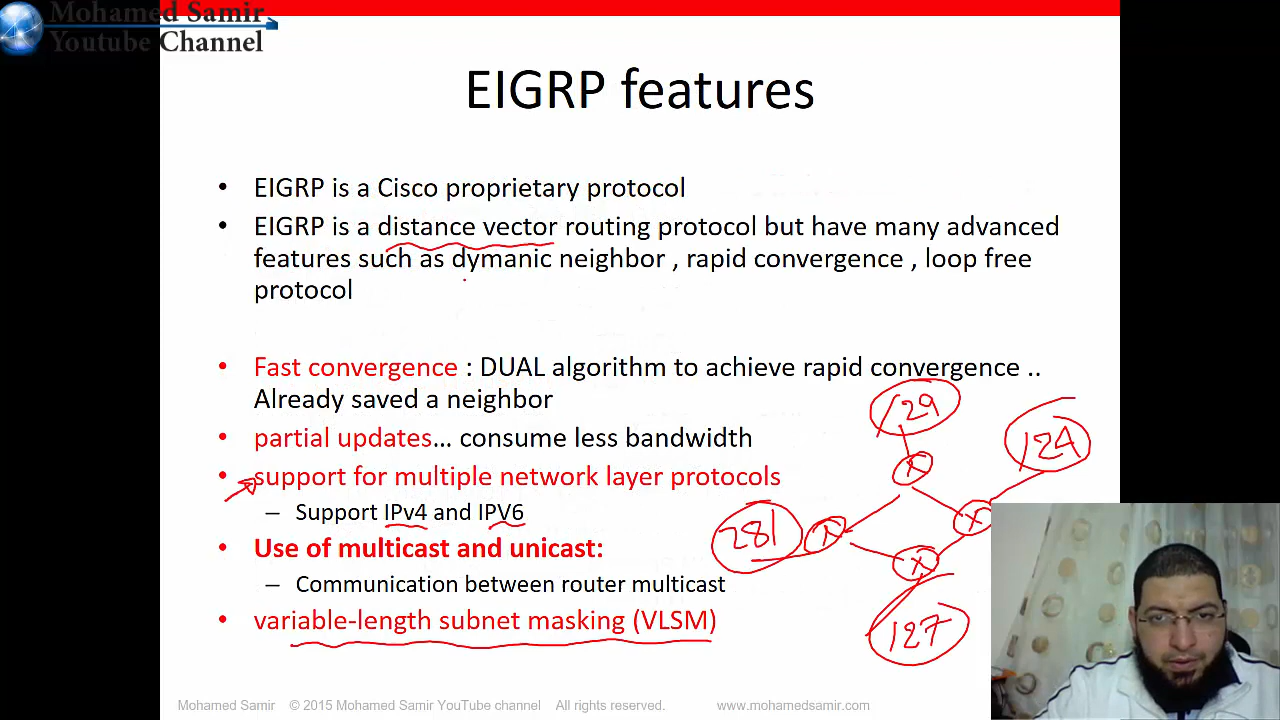 Mohamed Samir
Youtube Channel
EIGRP features
• EIGRP is a Cisco proprietary protocol
• EIGRP is a distance vector routing protocol but have many advanced
features such as dymanic neighbor , rapid convergence , loop free
protocol
• Fast convergence : DUAL algorithm to achieve rapid convergence ..
Already saved a neighbor
• partial updates… consume less bandwidth
• support for multiple network layer protocols
– Support IPv4 and IPV6
• Use of multicast and unicast:
– Communication between router multicast
• variable-length subnet masking (VLSM)
/29
/24
/28
/27
Mohamed Samir © 2015 Mohamed Samir YouTube channel All rights reserved. www.mohamedsamir.com